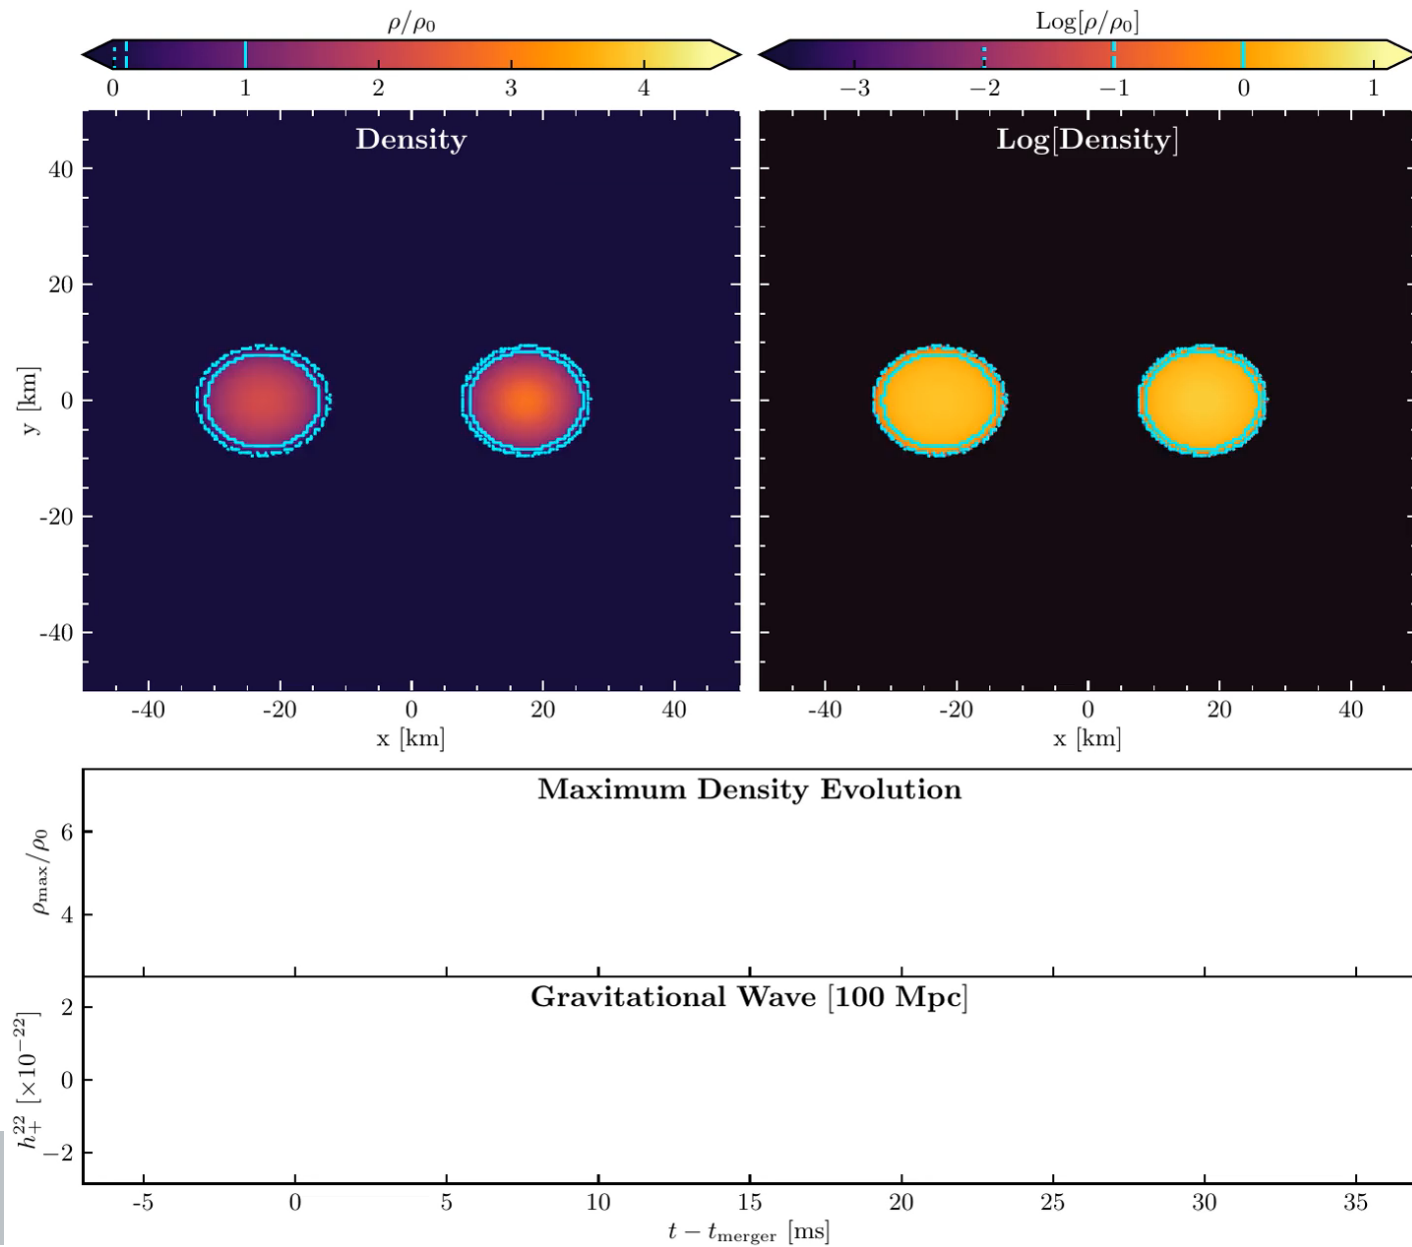 ρ/ρ₀
0 1 2 3 4
Log[ρ/ρ₀]
−3 −2 −1 0 1
Density
Log[Density]
y [km]
40
20
0
-20
-40
-40 -20 0 20 40
x [km]
-40 -20 0 20 40
x [km]
Maximum Density Evolution
ρmax/ρ₀
6
4
Gravitational Wave [100 Mpc]
h₊²² [×10⁻²²]
2
0
−2
-5 0 5 10 15 20 25 30 35
t − tmerger [ms]